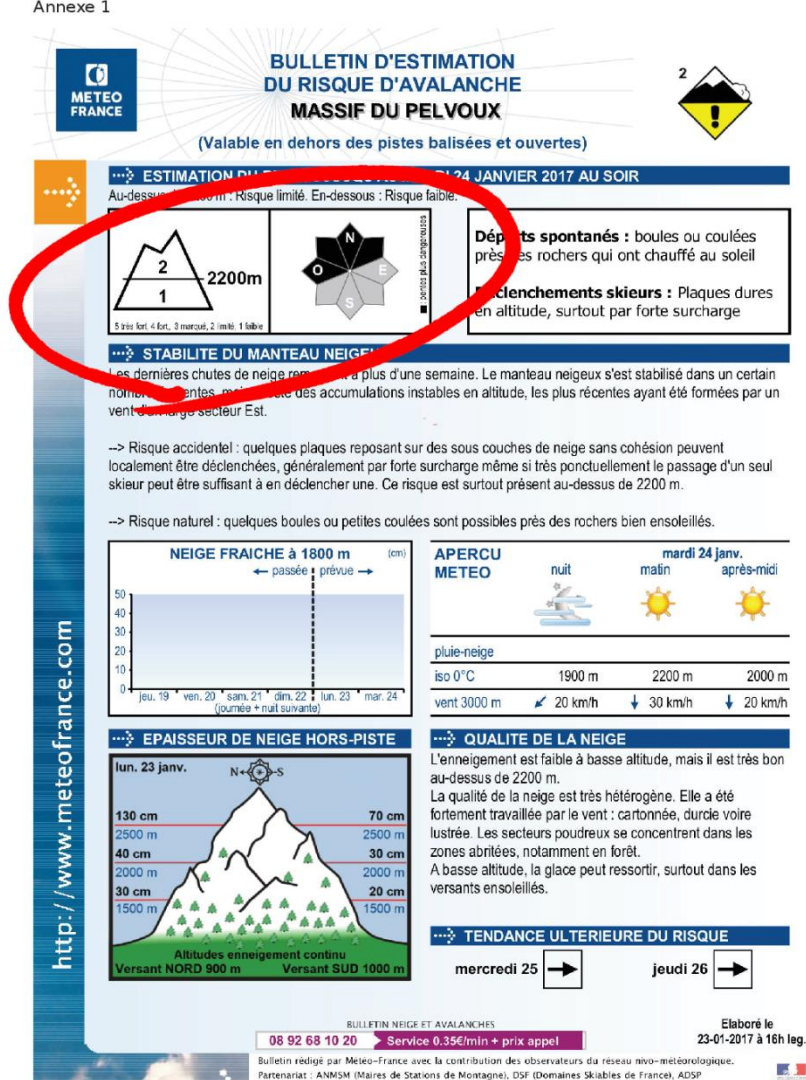 Annexe 1
METEO
FRANCE
BULLETIN D'ESTIMATION
DU RISQUE D'AVALANCHE
MASSIF DU PELVOUX
2
(Valable en dehors des pistes balisées et ouvertes)
ESTIMATION DU 24 JANVIER 2017 AU SOIR
Au-dessus m : Risque limité. En-dessous : Risque faible.
2
2200m
1
5 très fort, 4 fort, 3 marqué, 2 limité, 1 faible
N
O
E
S
: pentes plus dangereuses
Départs spontanés : boules ou coulées
près des rochers qui ont chauffé au soleil
Déclenchements skieurs : Plaques dures
en altitude, surtout par forte surcharge
STABILITE DU MANTEAU NEIGEUX
Les dernières chutes de neige à plus d'une semaine. Le manteau neigeux s'est stabilisé dans un certain
des accumulations instables en altitude, les plus récentes ayant été formées par un
vent d'un large secteur Est.
--> Risque accidentel : quelques plaques reposant sur des sous couches de neige sans cohésion peuvent
localement être déclenchées, généralement par forte surcharge même si très ponctuellement le passage d'un seul
skieur peut être suffisant à en déclencher une. Ce risque est surtout présent au-dessus de 2200 m.
--> Risque naturel : quelques boules ou petites coulées sont possibles près des rochers bien ensoleillés.
NEIGE FRAICHE à 1800 m (cm)
← passée prévue →
50
40
30
20
10
0
jeu. 19 ven. 20 sam. 21 dim. 22 lun. 23 mar. 24
(journée + nuit suivante)
APERCU
METEO
mardi 24 janv.
nuit matin après-midi
pluie-neige
iso 0°C 1900 m 2200 m 2000 m
vent 3000 m 20 km/h 30 km/h 20 km/h
EPAISSEUR DE NEIGE HORS-PISTE
lun. 23 janv.
N S
130 cm 70 cm
2500 m 2500 m
40 cm 30 cm
2000 m 2000 m
30 cm 20 cm
1500 m 1500 m
Altitudes enneigement continu
Versant NORD 900 m Versant SUD 1000 m
QUALITE DE LA NEIGE
L'enneigement est faible à basse altitude, mais il est très bon
au-dessus de 2200 m.
La qualité de la neige est très hétérogène. Elle a été
fortement travaillée par le vent : cartonnée, durcie voire
lustrée. Les secteurs poudreux se concentrent dans les
zones abritées, notamment en forêt.
A basse altitude, la glace peut ressortir, surtout dans les
versants ensoleillés.
TENDANCE ULTERIEURE DU RISQUE
mercredi 25 jeudi 26
http://www.meteofrance.com
BULLETIN NEIGE ET AVALANCHES
08 92 68 10 20 Service 0.35€/min + prix appel
Elaboré le
23-01-2017 à 16h leg.
Bulletin rédigé par Météo-France avec la contribution des observateurs du réseau nivo-météorologique.
Partenariat : ANMSM (Maires de Stations de Montagne), DSF (Domaines Skiables de France), ADSP